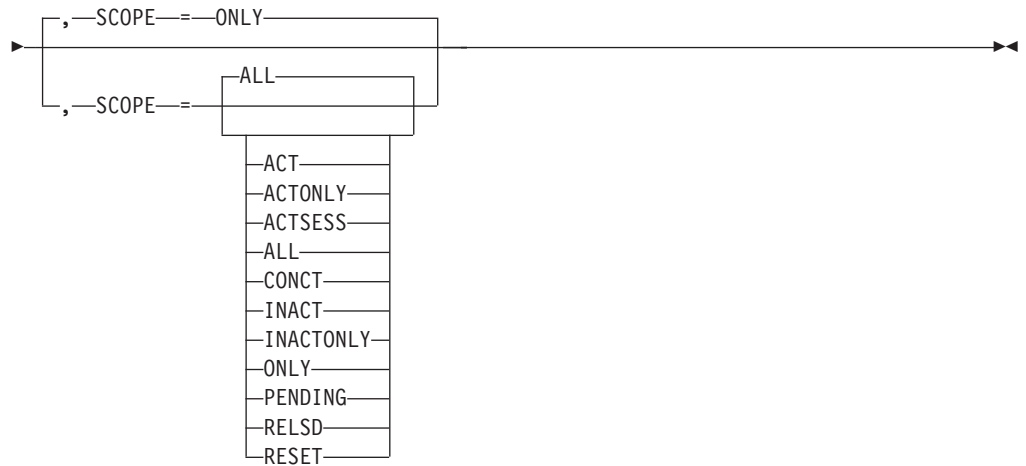 , SCOPE = ONLY
ALL
, SCOPE =
ACT
ACTONLY
ACTSESS
ALL
CONCT
INACT
INACTONLY
ONLY
PENDING
RELSD
RESET